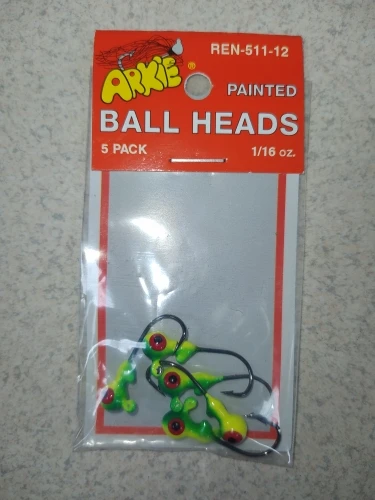 REN-511-12
ARKIE ®
PAINTED
BALL HEADS
5 PACK 1/16 oz.